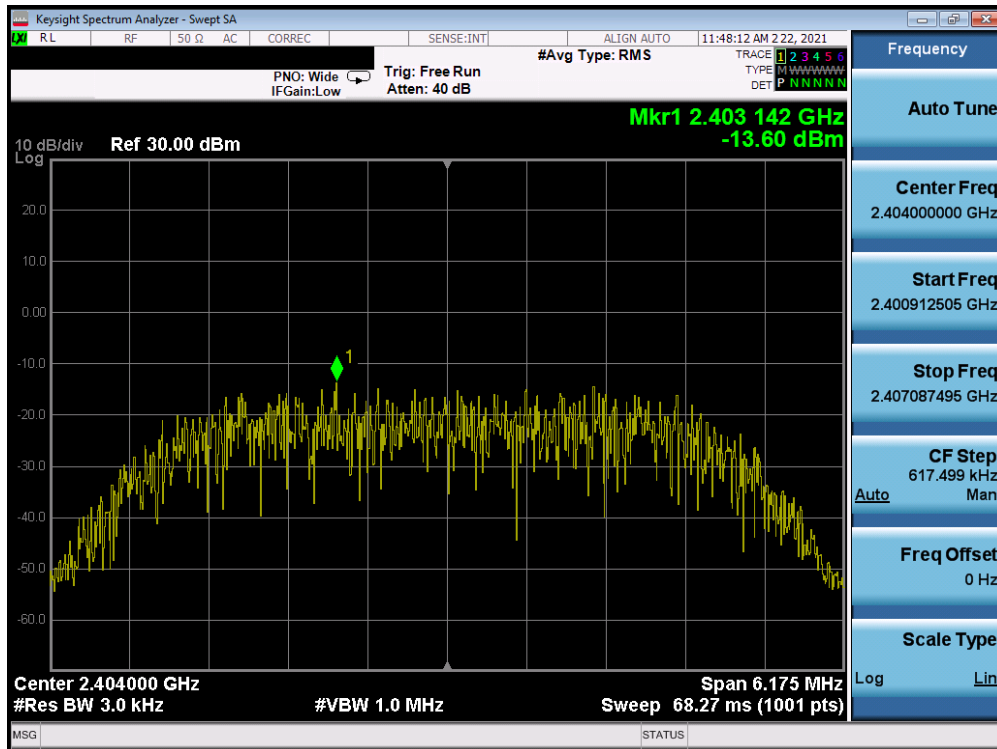 Keysight Spectrum Analyzer - Swept SA
LXI RL RF 50 Ω AC CORREC SENSE:INT ALIGN AUTO 11:48:12 AM 2 22, 2021
PNO: Wide
IFGain:Low
Trig: Free Run
Atten: 40 dB
#Avg Type: RMS
TRACE 1 2 3 4 5 6
TYPE M WWWWW
DET P N N N N N
Mkr1 2.403 142 GHz
-13.60 dBm
10 dB/div
Log
Ref 30.00 dBm
20.0
10.0
0.00
-10.0
-20.0
-30.0
-40.0
-50.0
-60.0
1
Center 2.404000 GHz
Span 6.175 MHz
#Res BW 3.0 kHz
#VBW 1.0 MHz
Sweep 68.27 ms (1001 pts)
MSG
STATUS
Frequency
Auto Tune
Center Freq
2.404000000 GHz
Start Freq
2.400912505 GHz
Stop Freq
2.407087495 GHz
CF Step
617.499 kHz
Auto Man
Freq Offset
0 Hz
Scale Type
Log Lin